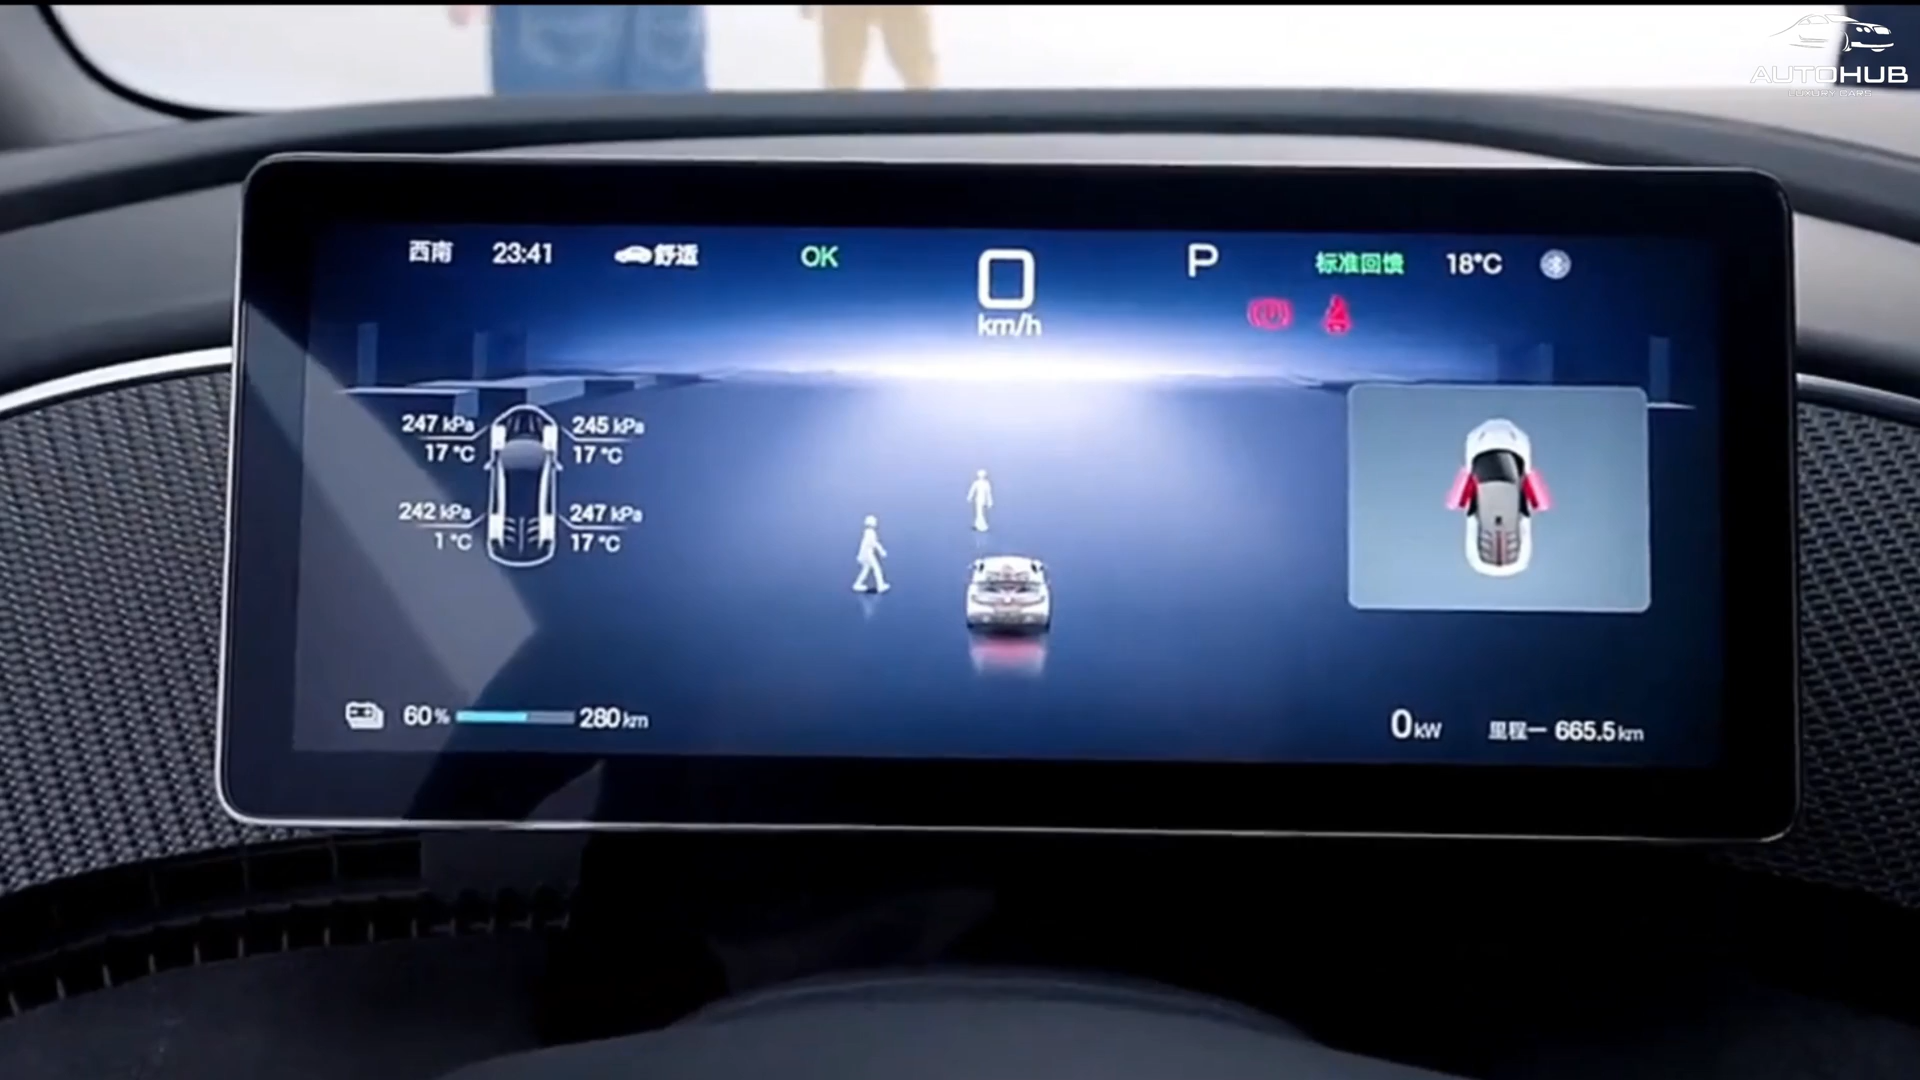 AUTOHUB
LUXURY CARS
西南 23:41 舒适 OK P 标准回馈 18°C
0
km/h
247 kPa 245 kPa
17 °C 17 °C
242 kPa 247 kPa
1 °C 17 °C
60 % 280 km 0 kW 里程一 665.5 km